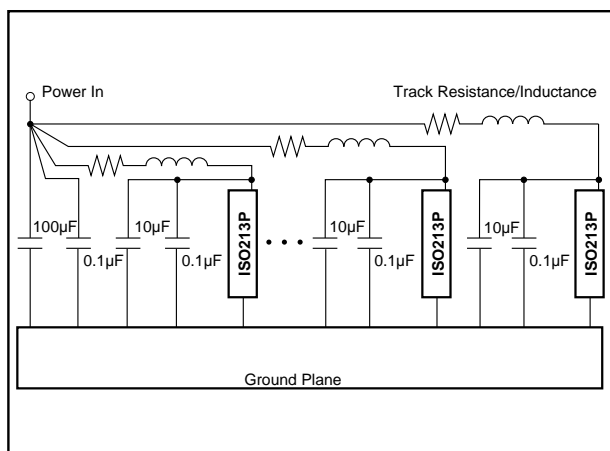 Power In
Track Resistance/Inductance
100µF
0.1µF
10µF
0.1µF
ISO213P
10µF
0.1µF
ISO213P
10µF
0.1µF
ISO213P
Ground Plane